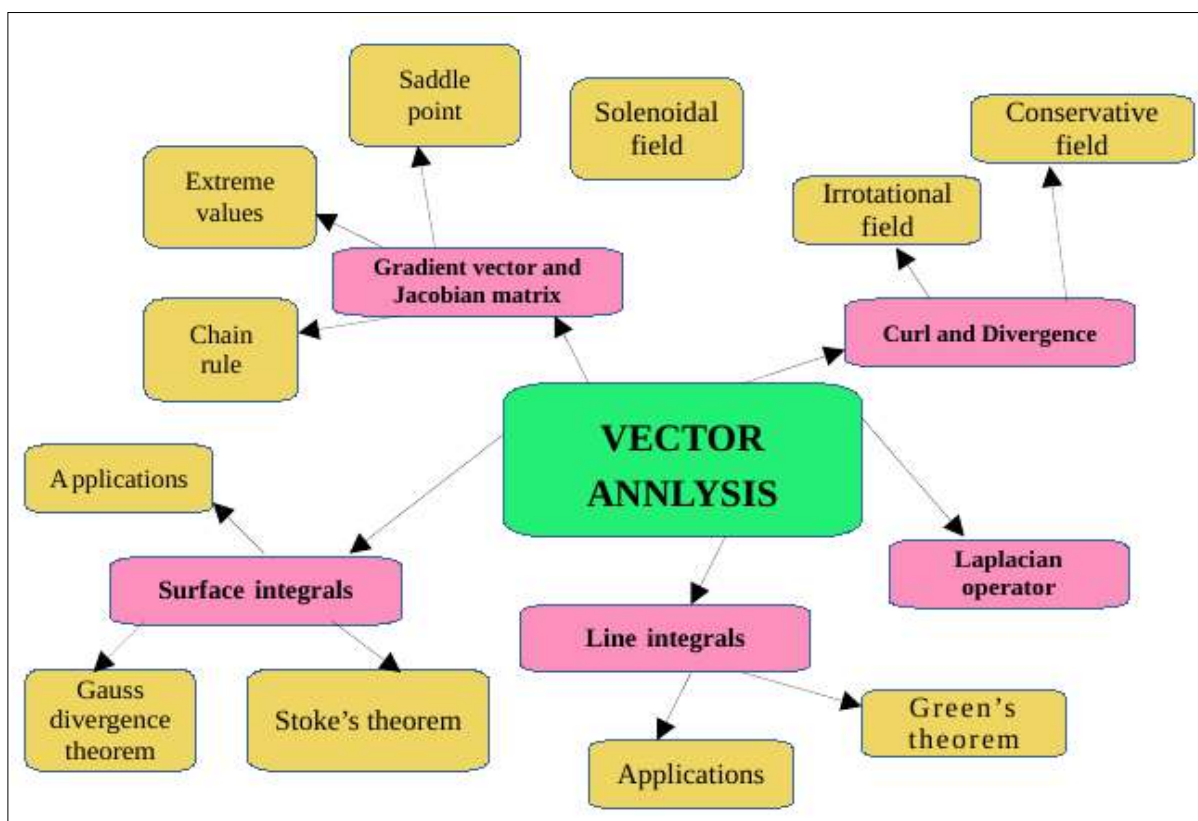 Saddle
point
Solenoidal
field
Conservative
field
Extreme
values
Irrotational
field
Gradient vector and
Jacobian matrix
Chain
rule
Curl and Divergence
VECTOR
ANNLYSIS
Applications
Laplacian
operator
Surface integrals
Line integrals
Gauss
divergence
theorem
Stoke’s theorem
Green’s
theorem
Applications